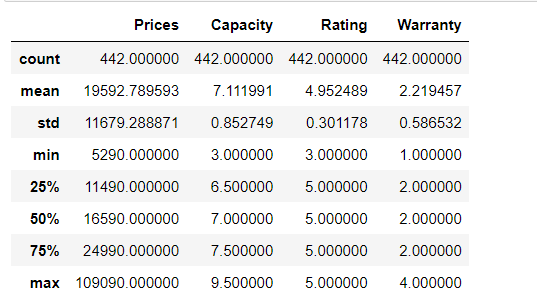 Prices Capacity Rating Warranty
count 442.000000 442.000000 442.000000 442.000000
mean 19592.789593 7.111991 4.952489 2.219457
std 11679.288871 0.852749 0.301178 0.586532
min 5290.000000 3.000000 3.000000 1.000000
25% 11490.000000 6.500000 5.000000 2.000000
50% 16590.000000 7.000000 5.000000 2.000000
75% 24990.000000 7.500000 5.000000 2.000000
max 109090.000000 9.500000 5.000000 4.000000